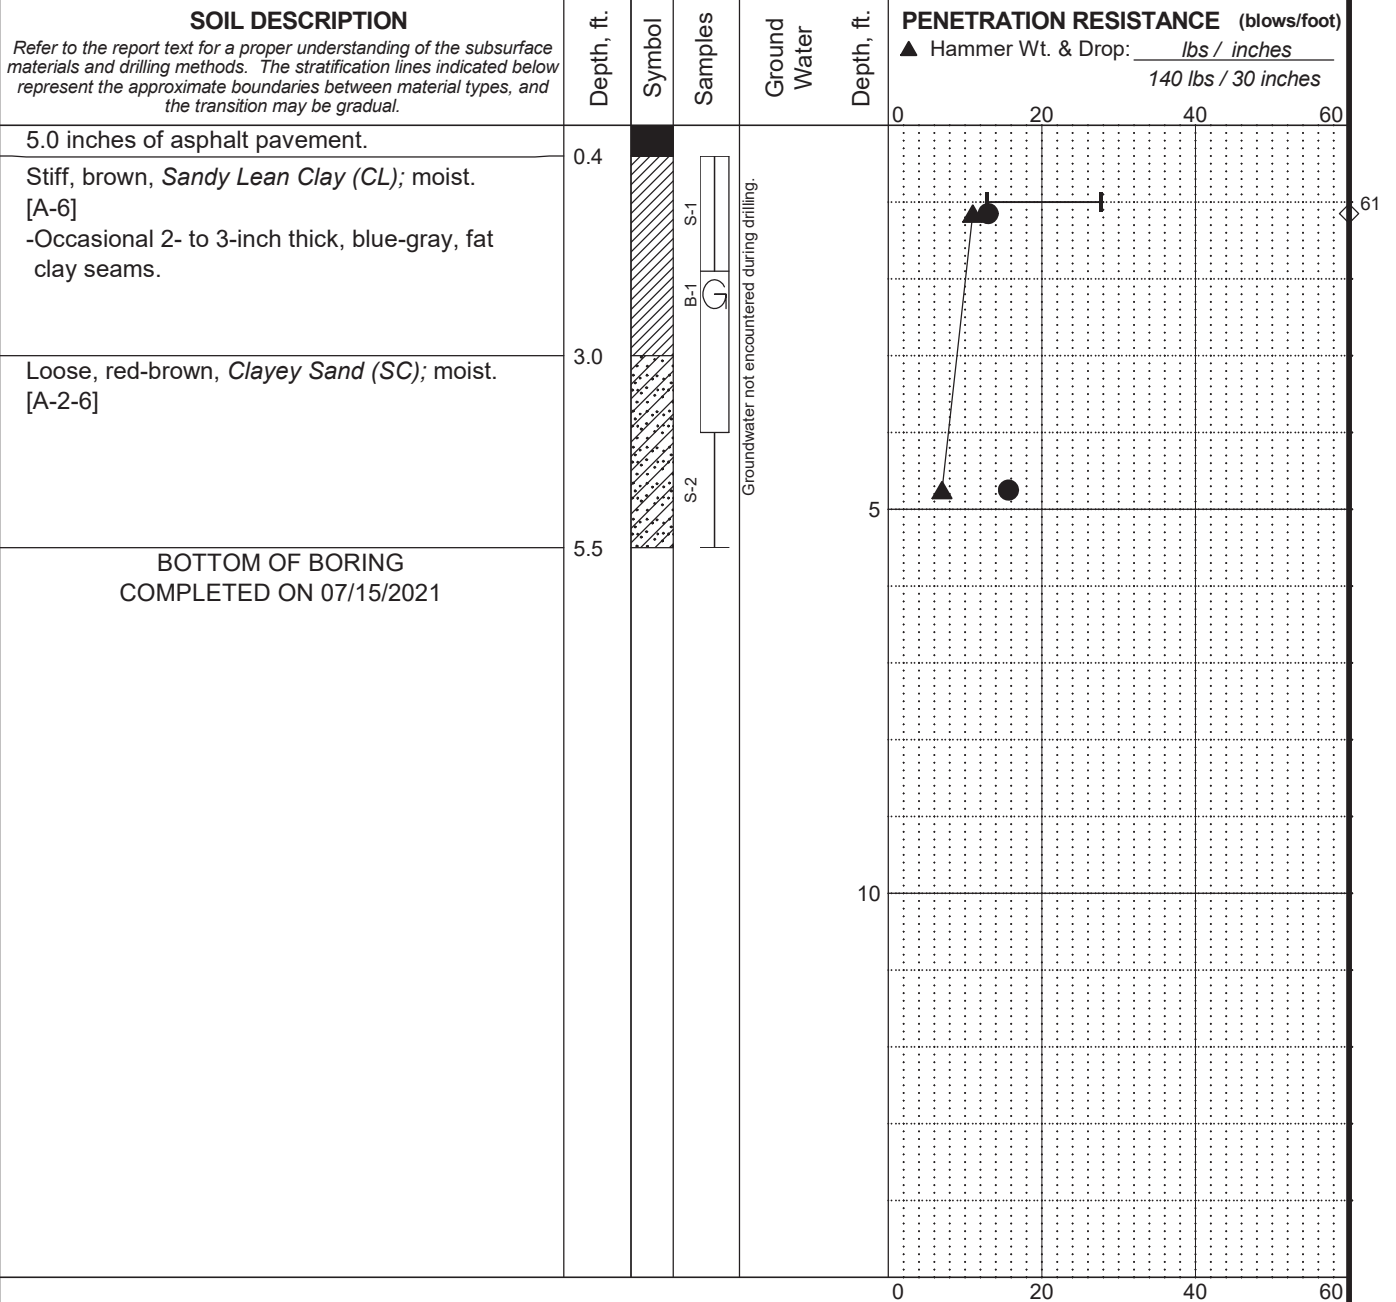 SOIL DESCRIPTION
Refer to the report text for a proper understanding of the subsurface
materials and drilling methods. The stratification lines indicated below
represent the approximate boundaries between material types, and
the transition may be gradual.
Depth, ft.
Symbol
Samples
Ground
Water
Depth, ft.
PENETRATION RESISTANCE (blows/foot)
▲ Hammer Wt. & Drop: lbs / inches
140 lbs / 30 inches
0 20 40 60
5.0 inches of asphalt pavement.
0.4
Stiff, brown, Sandy Lean Clay (CL); moist.
[A-6]
-Occasional 2- to 3-inch thick, blue-gray, fat
clay seams.
S-1
B-1
G
Groundwater not encountered during drilling.
61
3.0
Loose, red-brown, Clayey Sand (SC); moist.
[A-2-6]
S-2
5
5.5
BOTTOM OF BORING
COMPLETED ON 07/15/2021
10
0 20 40 60